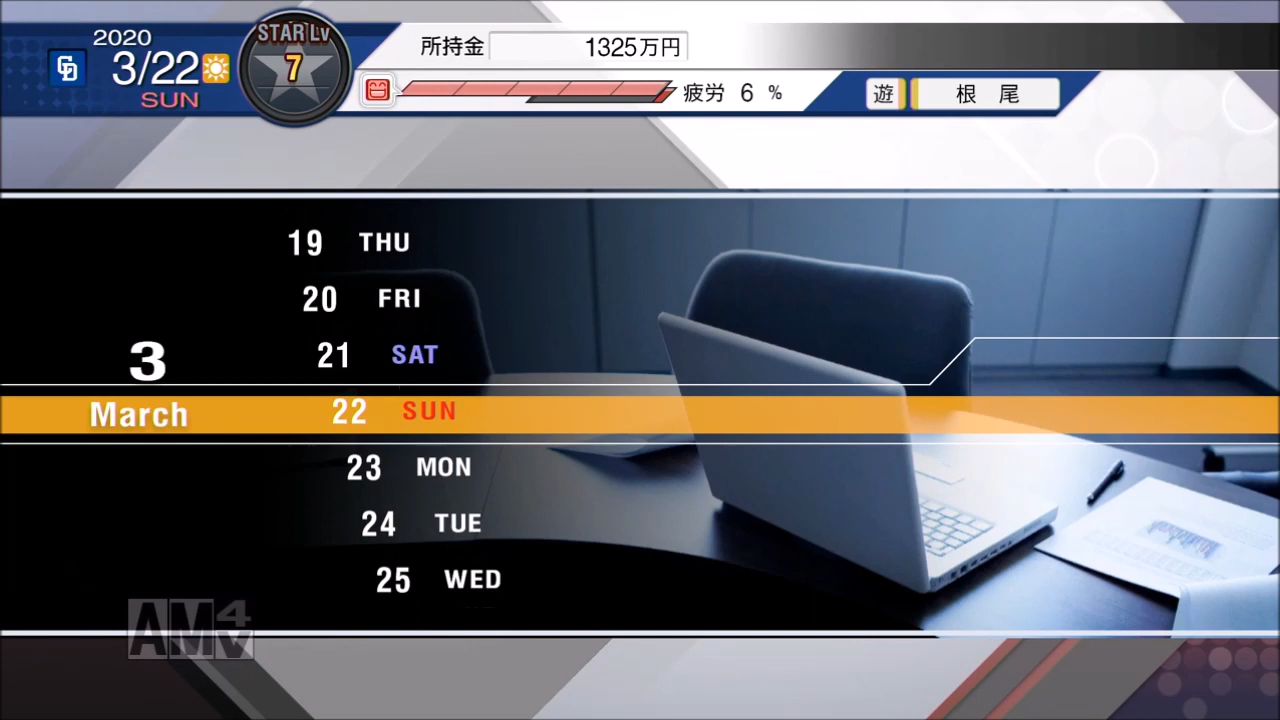 2020
3/22
SUN
STAR Lv
7
所持金 1325万円
疲労 6 %
遊 根 尾
19 THU
20 FRI
21 SAT
3
March
22 SUN
23 MON
24 TUE
25 WED
AM4v